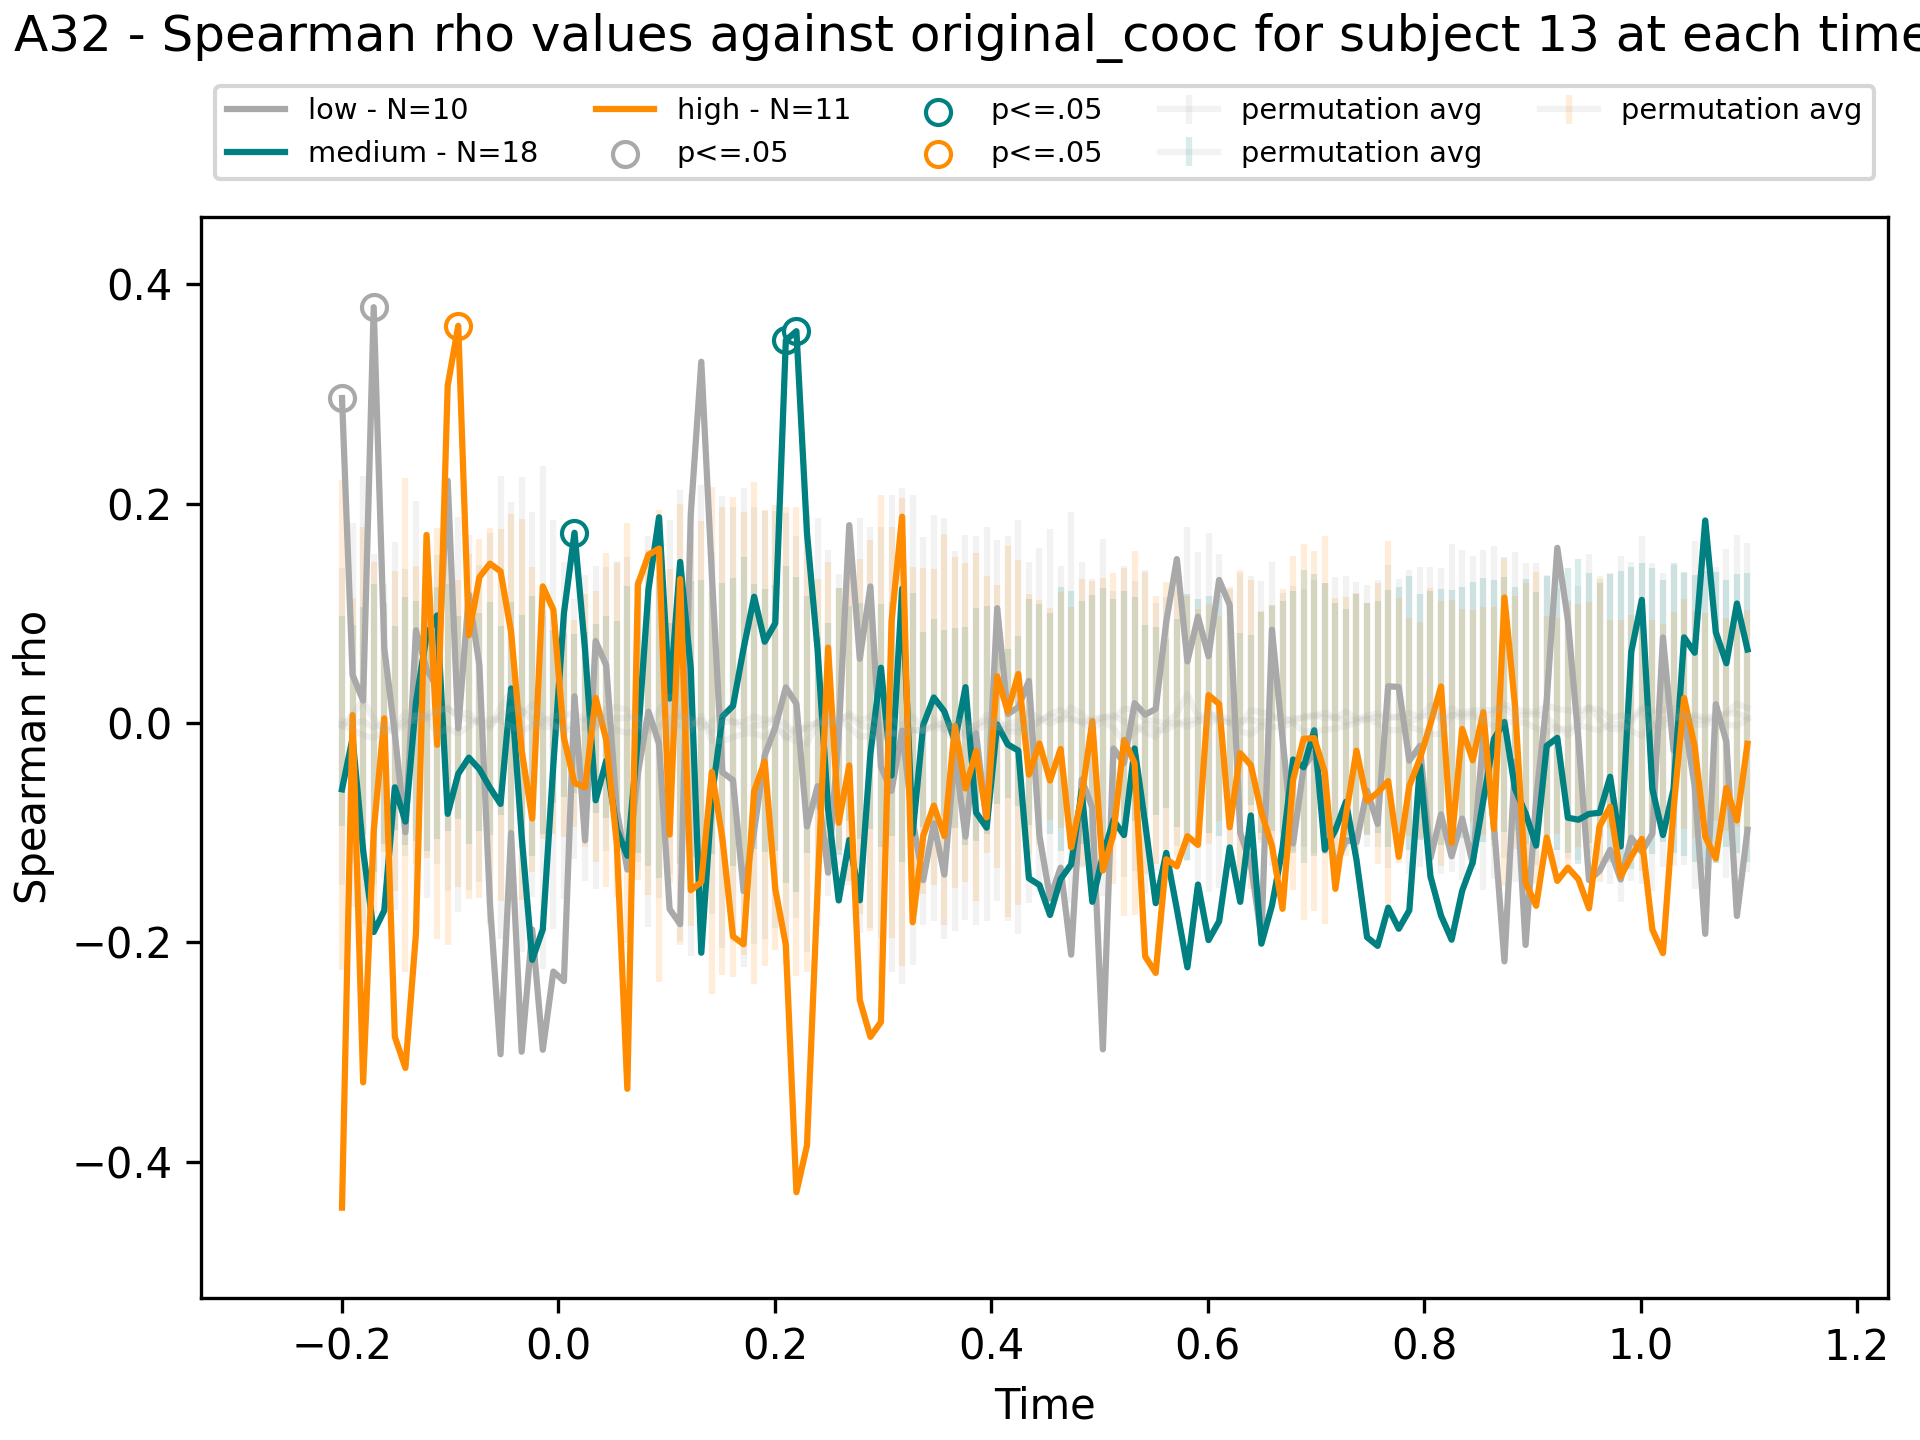 A32 - Spearman rho values against original_cooc for subject 13 at each time
low - N=10
medium - N=18
high - N=11
p<=.05
p<=.05
p<=.05
permutation avg
permutation avg
permutation avg
Spearman rho
0.4
0.2
0.0
−0.2
−0.4
−0.2 0.0 0.2 0.4 0.6 0.8 1.0 1.2
Time